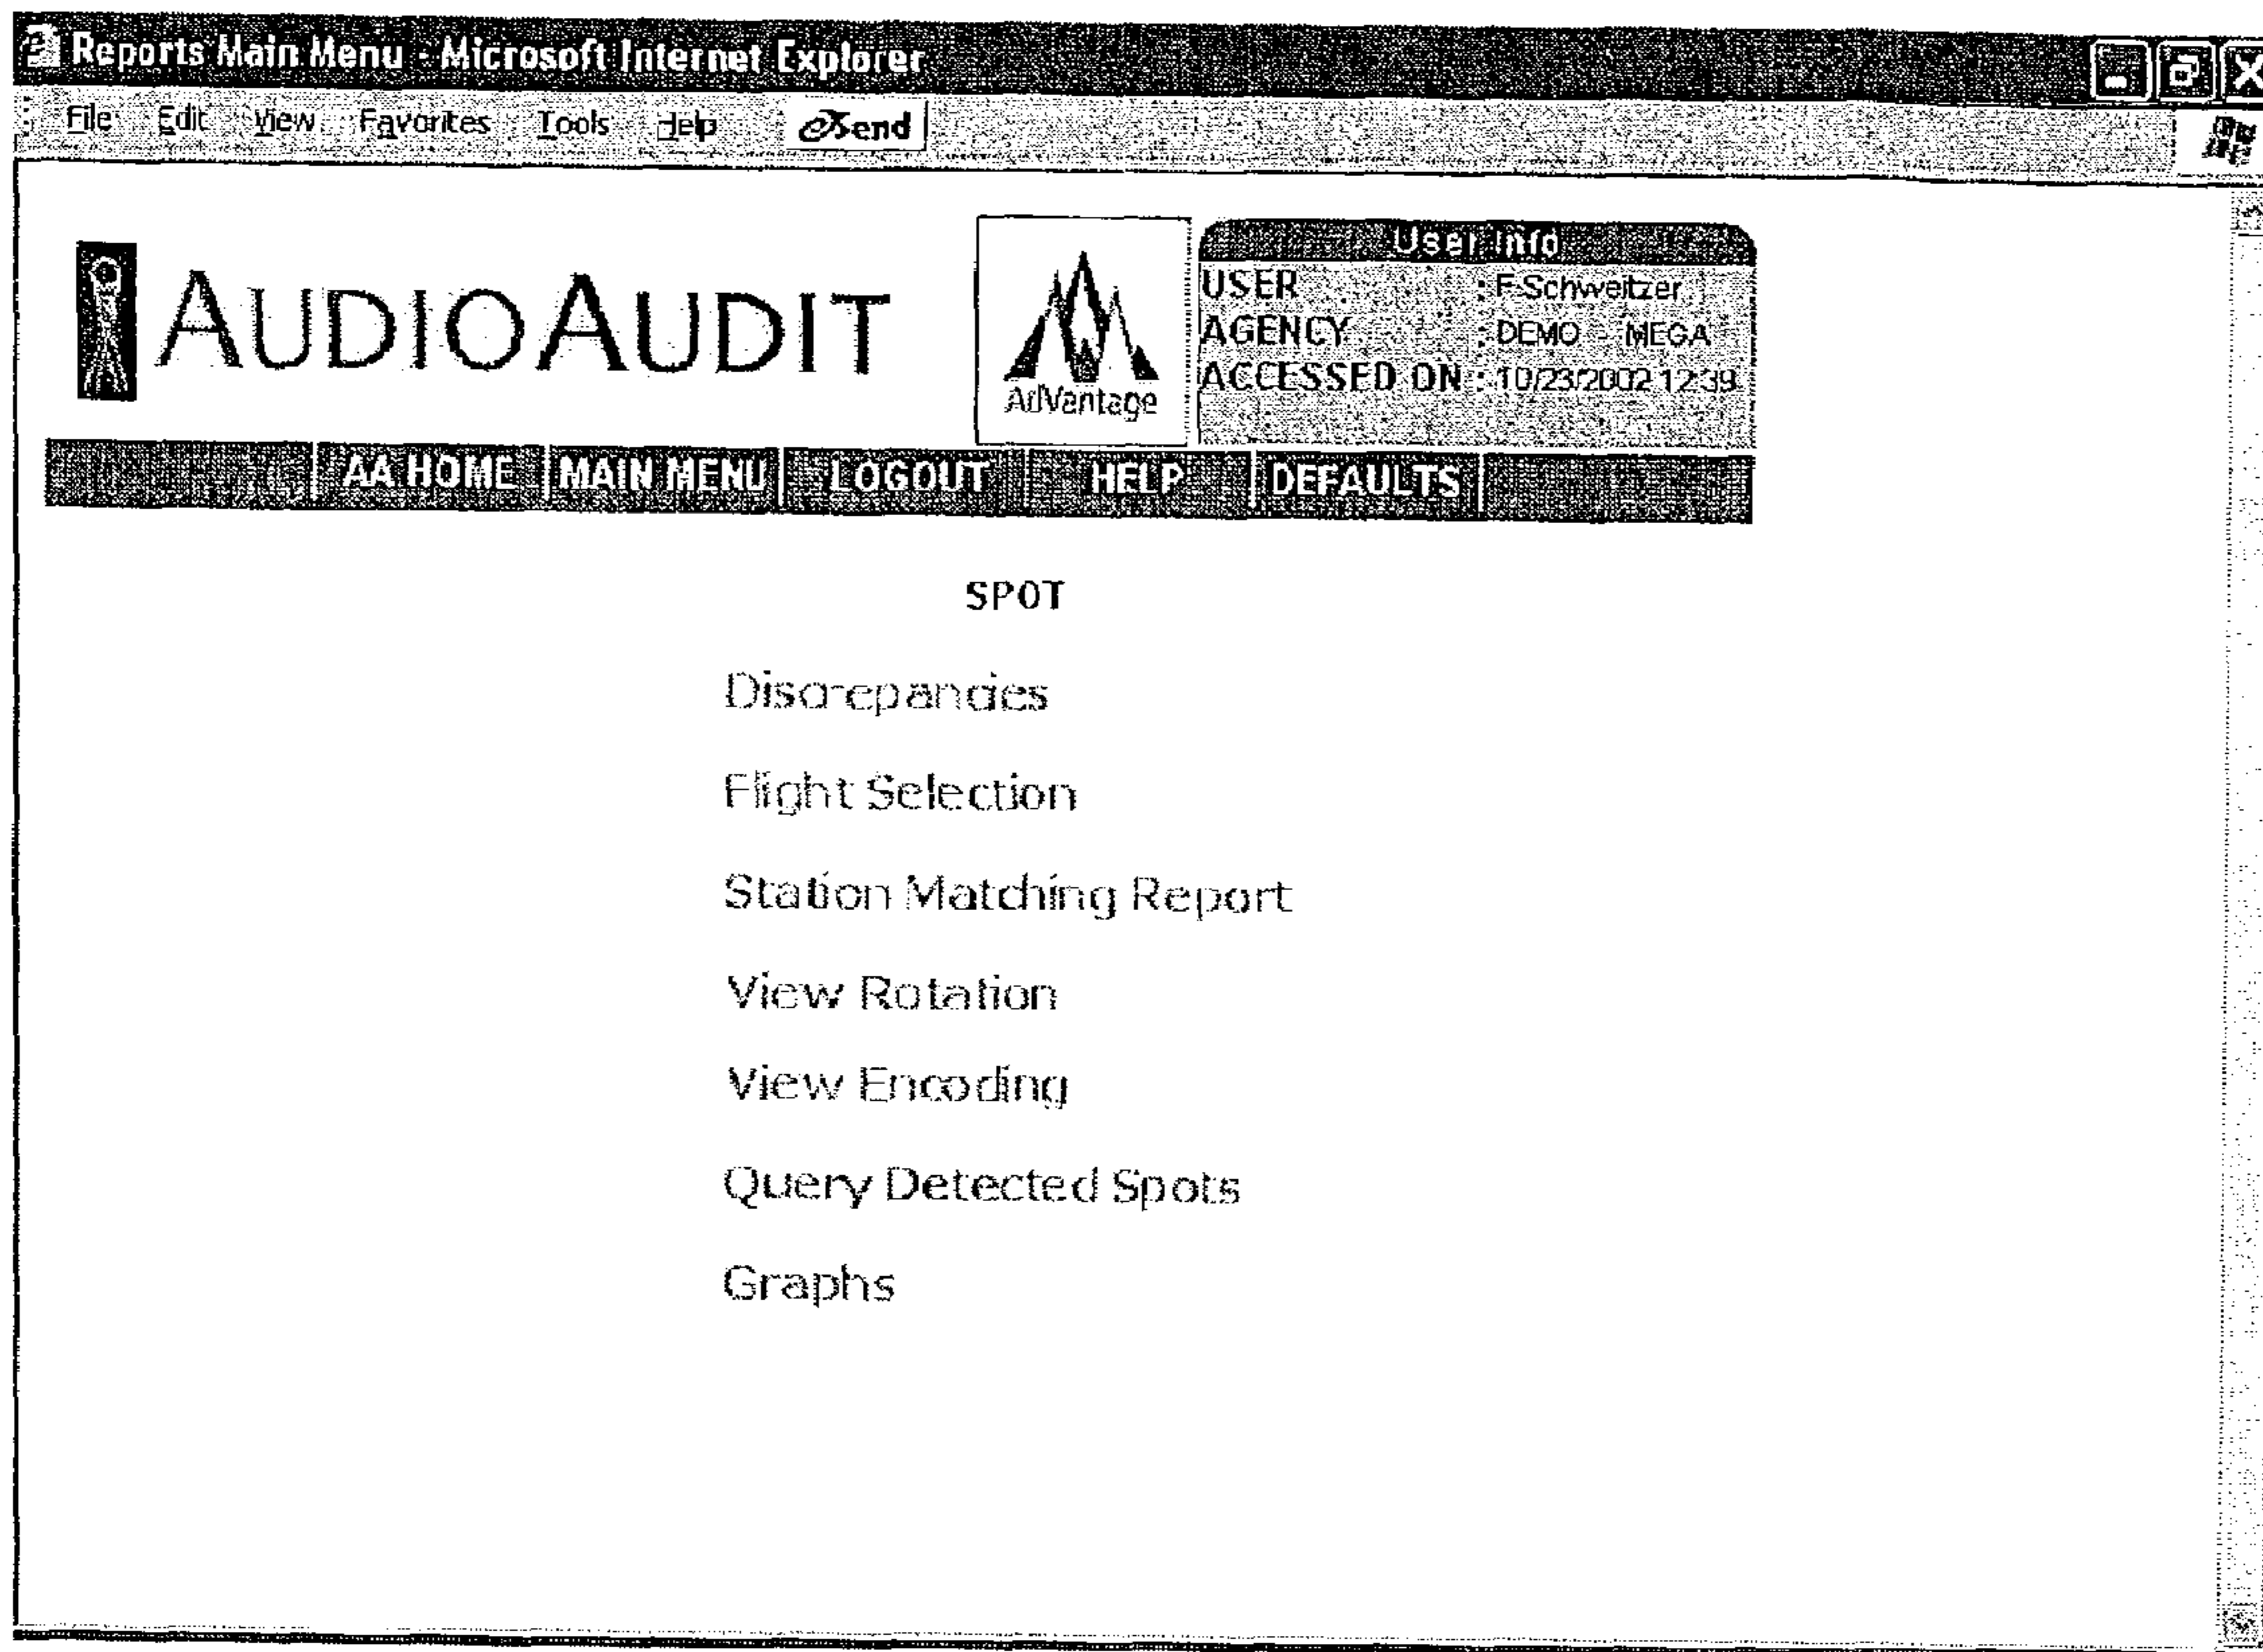 Reports Main Menu - Microsoft Internet Explorer
File Edit View Favorites Tools Help eSend
AUDIOAUDIT
AdVantage
User Info
USER : F-Schweitzer
AGENCY : DEMO - MEGA
ACCESSED ON : 10/23/2002 12:39
AA HOME MAIN MENU LOGOUT HELP DEFAULTS
SPOT
Discrepancies
Flight Selection
Station Matching Report
View Rotation
View Encoding
Query Detected Spots
Graphs